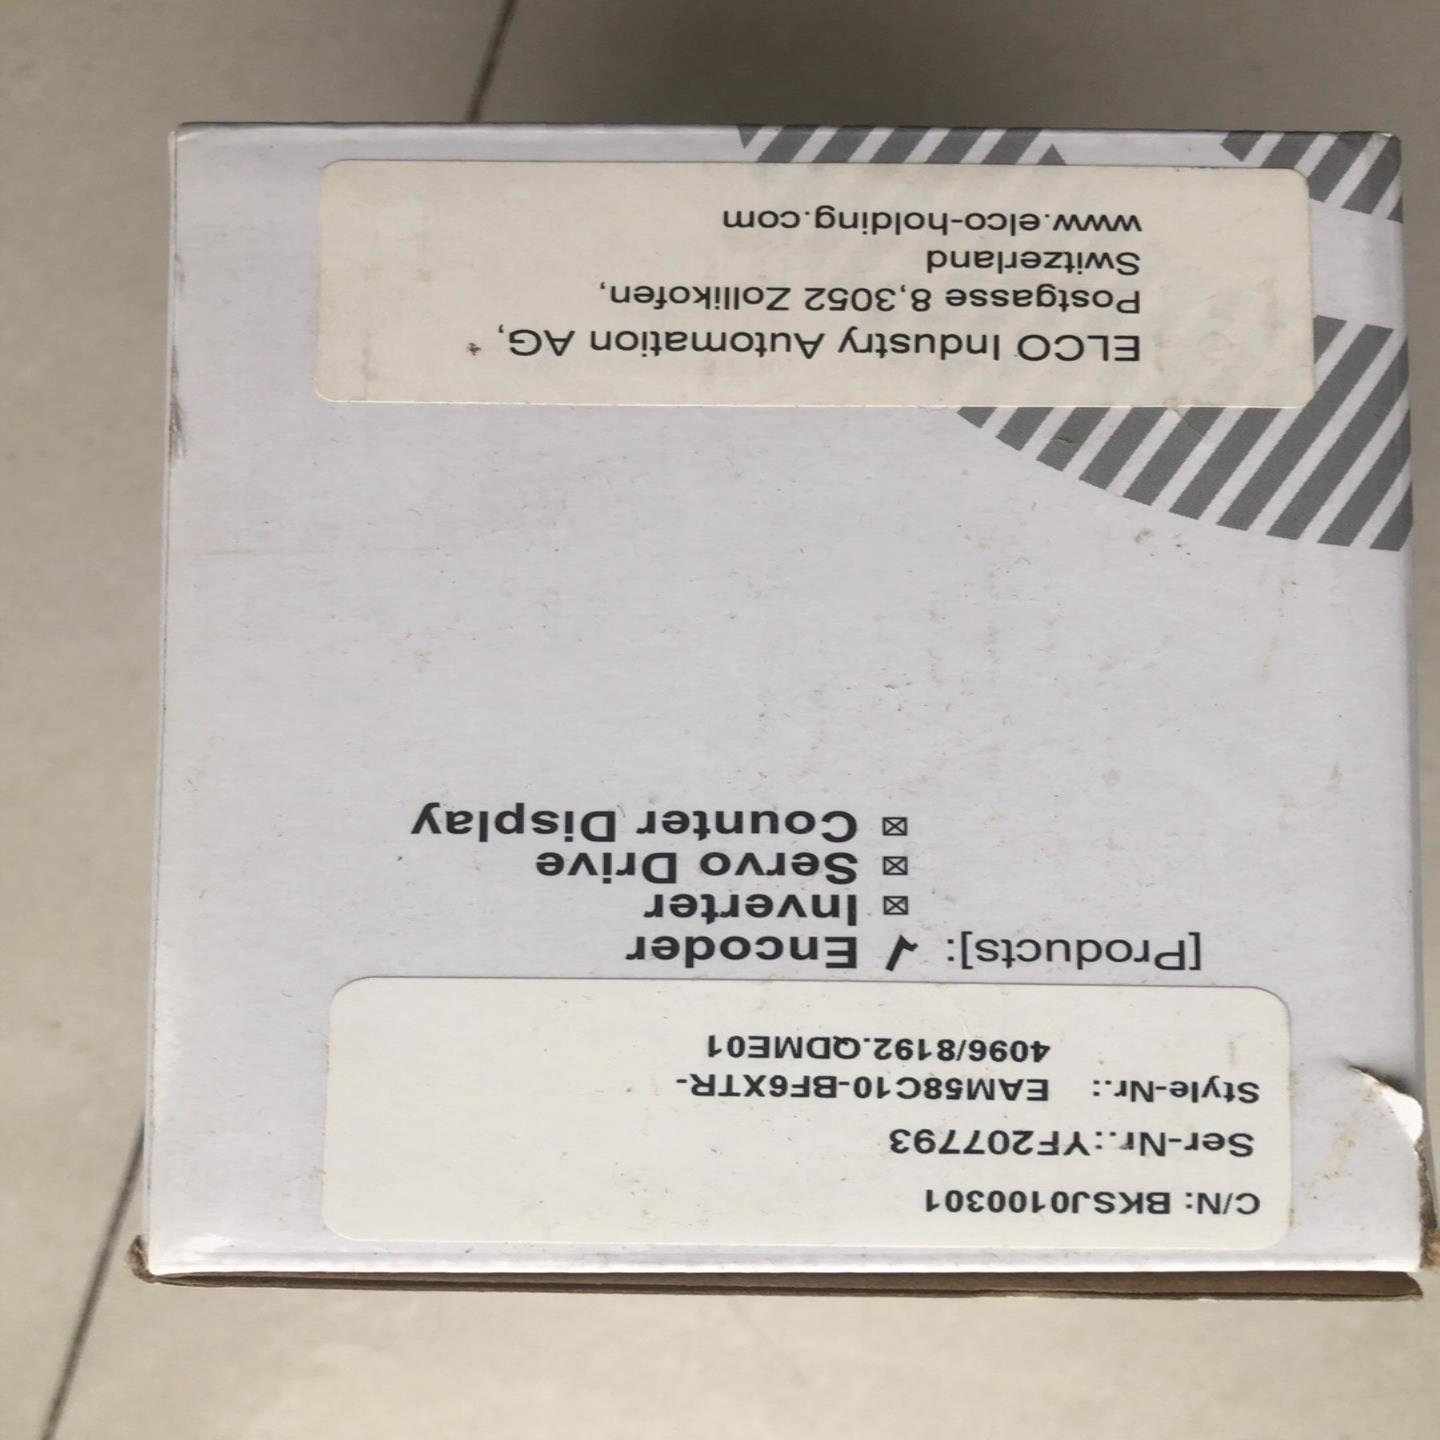 C/N: BKSJ0100301
Ser-Nr.:YF207793
Style-Nr.: EAM58C10-BF6XTR-
4096/8192.QDME01
[Products]: ✓ Encoder
☒ Inverter
☒ Servo Drive
☒ Counter Display
ELCO Industry Automation AG,
Postgasse 8,3052 Zollikofen,
Switzerland
www.elco-holding.com